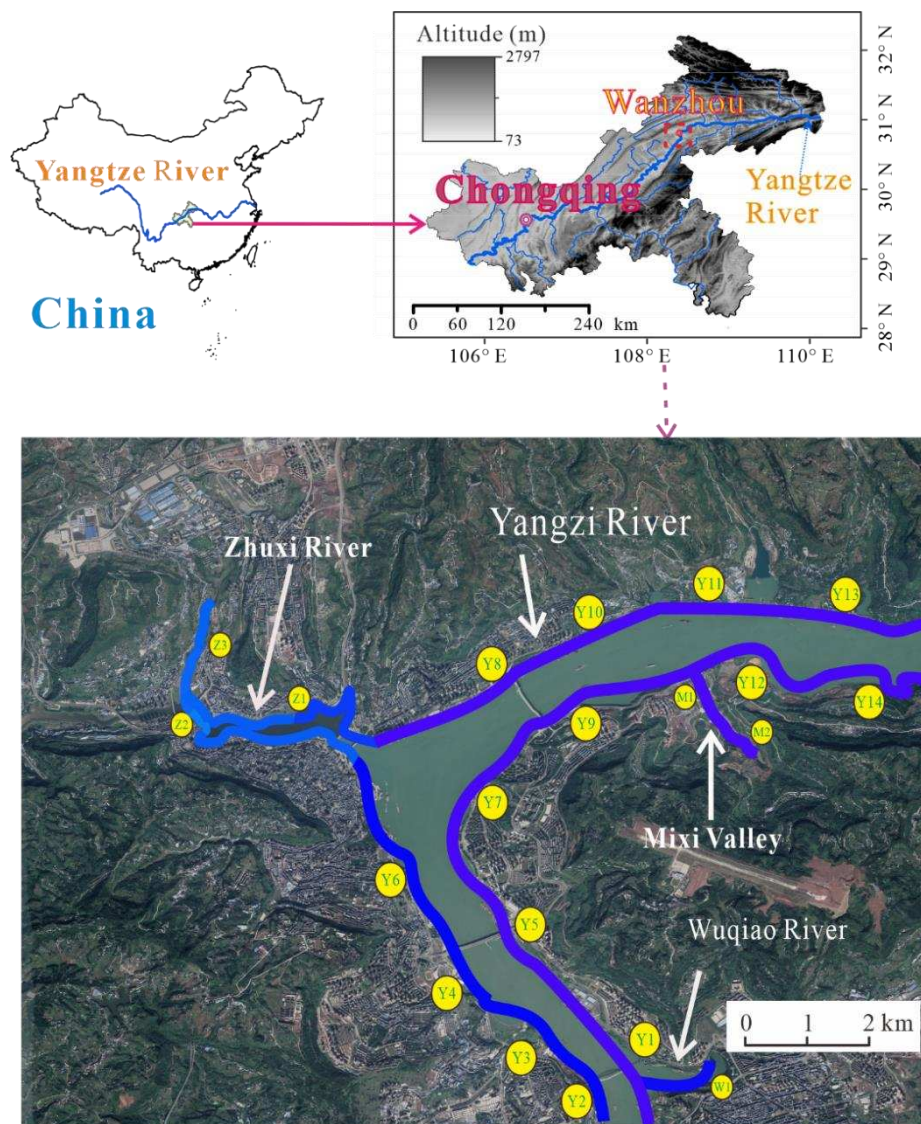 Altitude (m)
2797
73
Yangtze River
China
Wanzhou
Chongqing
Yangtze
River
32° N
31° N
30° N
29° N
28° N
0 60 120 240 km
106° E 108° E 110° E
Yangzi River
Zhuxi River
Y11
Y13
Y10
Z3
Y8
Z1
Y12
M1
Y14
Z2
Y9
M2
Y7
Mixi Valley
Y6
Y5
Wuqiao River
Y4
0 1 2 km
Y1
Y3
W1
Y2